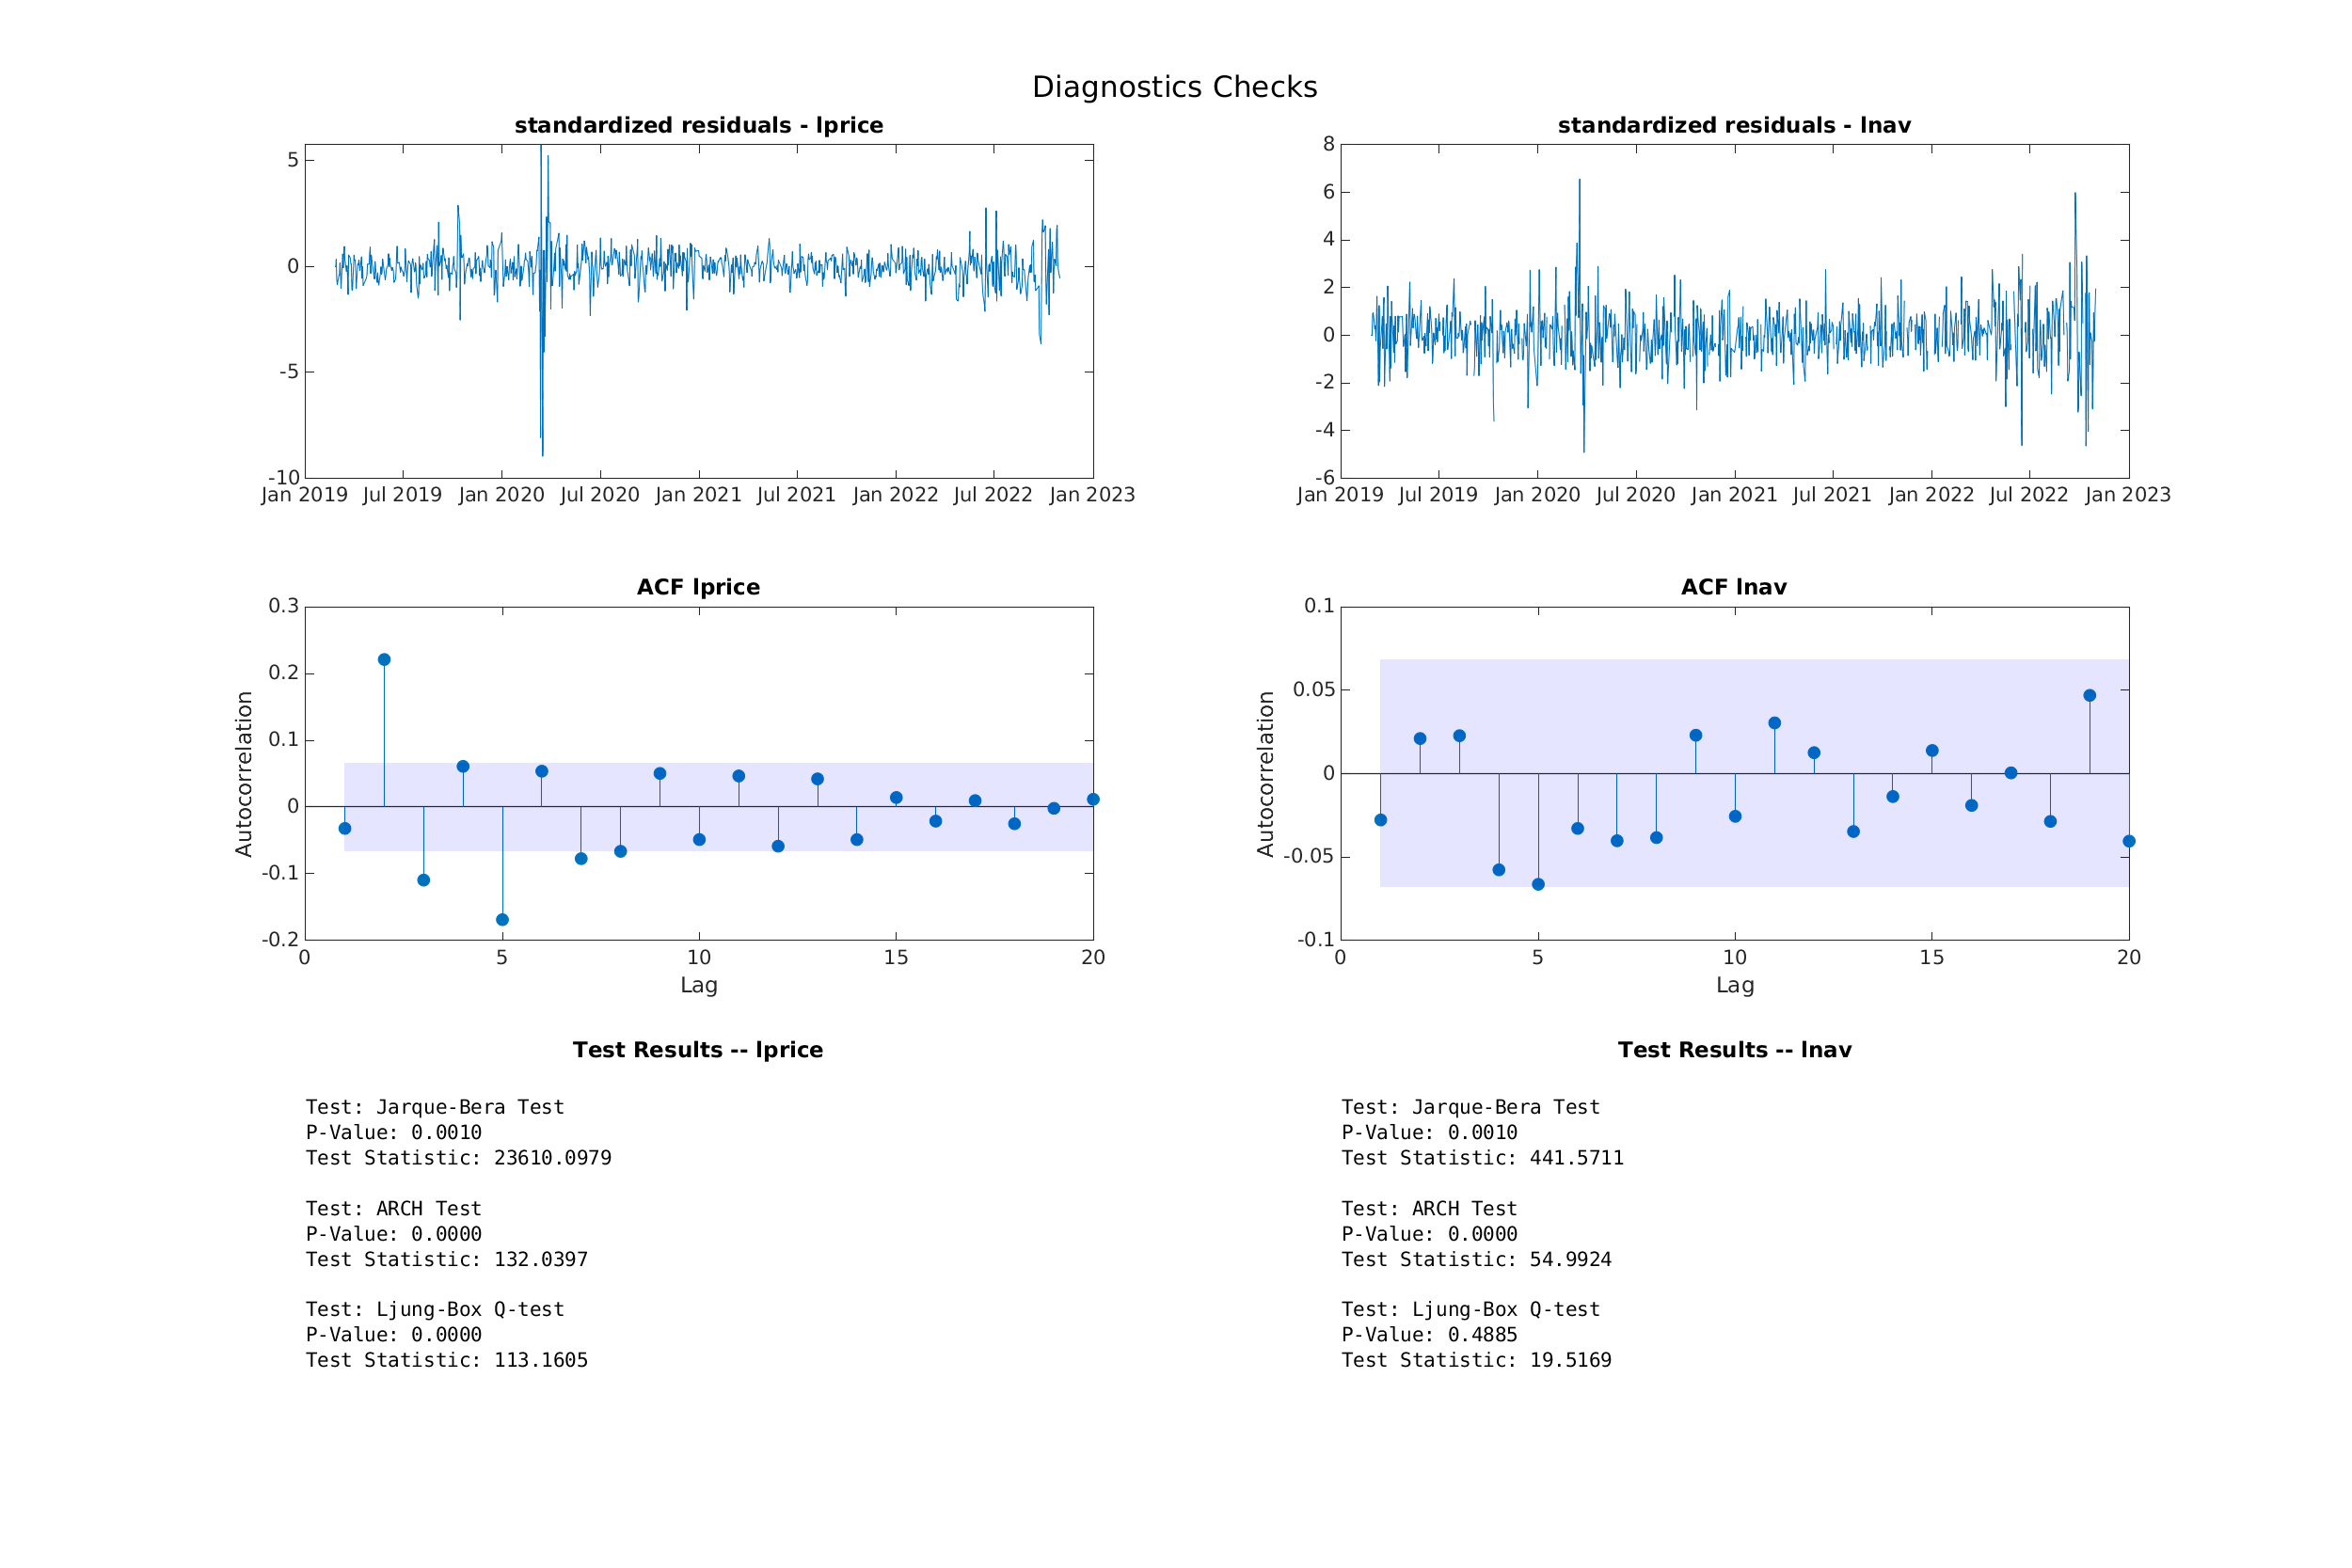 Diagnostics Checks
standardized residuals - lprice
5
0
-5
-10
Jan 2019 Jul 2019 Jan 2020 Jul 2020 Jan 2021 Jul 2021 Jan 2022 Jul 2022 Jan 2023
standardized residuals - lnav
8
6
4
2
0
-2
-4
-6
Jan 2019 Jul 2019 Jan 2020 Jul 2020 Jan 2021 Jul 2021 Jan 2022 Jul 2022 Jan 2023
ACF lprice
0.3
0.2
0.1
0
-0.1
-0.2
Autocorrelation
0 5 10 15 20
Lag
ACF lnav
0.1
0.05
0
-0.05
-0.1
Autocorrelation
0 5 10 15 20
Lag
Test Results -- lprice
Test: Jarque-Bera Test
P-Value: 0.0010
Test Statistic: 23610.0979
Test: ARCH Test
P-Value: 0.0000
Test Statistic: 132.0397
Test: Ljung-Box Q-test
P-Value: 0.0000
Test Statistic: 113.1605
Test Results -- lnav
Test: Jarque-Bera Test
P-Value: 0.0010
Test Statistic: 441.5711
Test: ARCH Test
P-Value: 0.0000
Test Statistic: 54.9924
Test: Ljung-Box Q-test
P-Value: 0.4885
Test Statistic: 19.5169